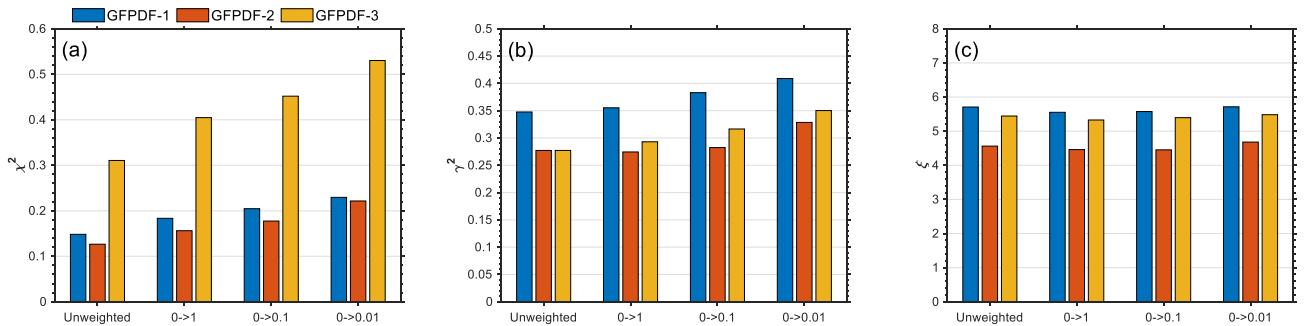 GFPDF-1 GFPDF-2 GFPDF-3
(a)
χ²
0.6
0.5
0.4
0.3
0.2
0.1
0
Unweighted 0->1 0->0.1 0->0.01
(b)
γ²
0.5
0.45
0.4
0.35
0.3
0.25
0.2
0.15
0.1
0.05
0
Unweighted 0->1 0->0.1 0->0.01
(c)
ξ
8
7
6
5
4
3
2
1
0
Unweighted 0->1 0->0.1 0->0.01